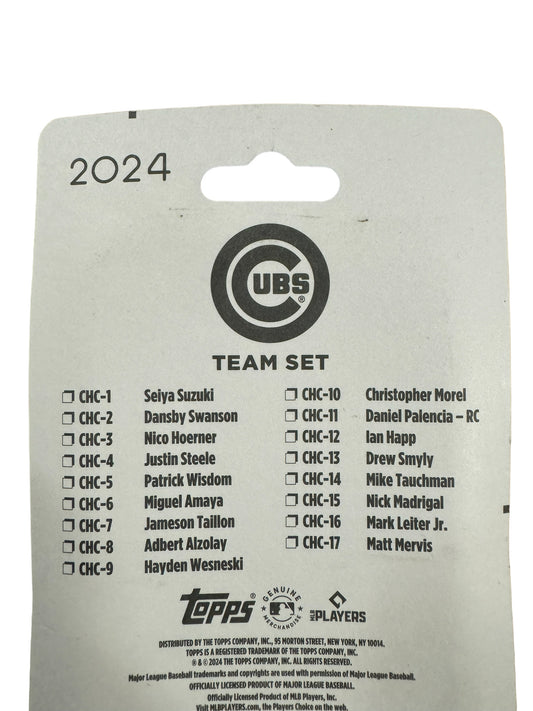 2024
CUBS®
TEAM SET
CHC-1 Seiya Suzuki
CHC-2 Dansby Swanson
CHC-3 Nico Hoerner
CHC-4 Justin Steele
CHC-5 Patrick Wisdom
CHC-6 Miguel Amaya
CHC-7 Jameson Taillon
CHC-8 Adbert Alzolay
CHC-9 Hayden Wesneski
CHC-10 Christopher Morel
CHC-11 Daniel Palencia – RC
CHC-12 Ian Happ
CHC-13 Drew Smyly
CHC-14 Mike Tauchman
CHC-15 Nick Madrigal
CHC-16 Mark Leiter Jr.
CHC-17 Matt Mervis
Topps® GENUINE MERCHANDISE MLB PLAYERS
DISTRIBUTED BY THE TOPPS COMPANY, INC., 95 MORTON STREET, NEW YORK, NY 10014.
TOPPS IS A REGISTERED TRADEMARK OF THE TOPPS COMPANY, INC.
® & © 2024 THE TOPPS COMPANY, INC. ALL RIGHTS RESERVED.
Major League Baseball trademarks and copyrights are used with permission of Major League Baseball.
OFFICIALLY LICENSED PRODUCT OF MAJOR LEAGUE BASEBALL.
Officially Licensed Product of MLB Players, Inc.
Visit MLBPLAYERS.com, the Players Choice on the web.